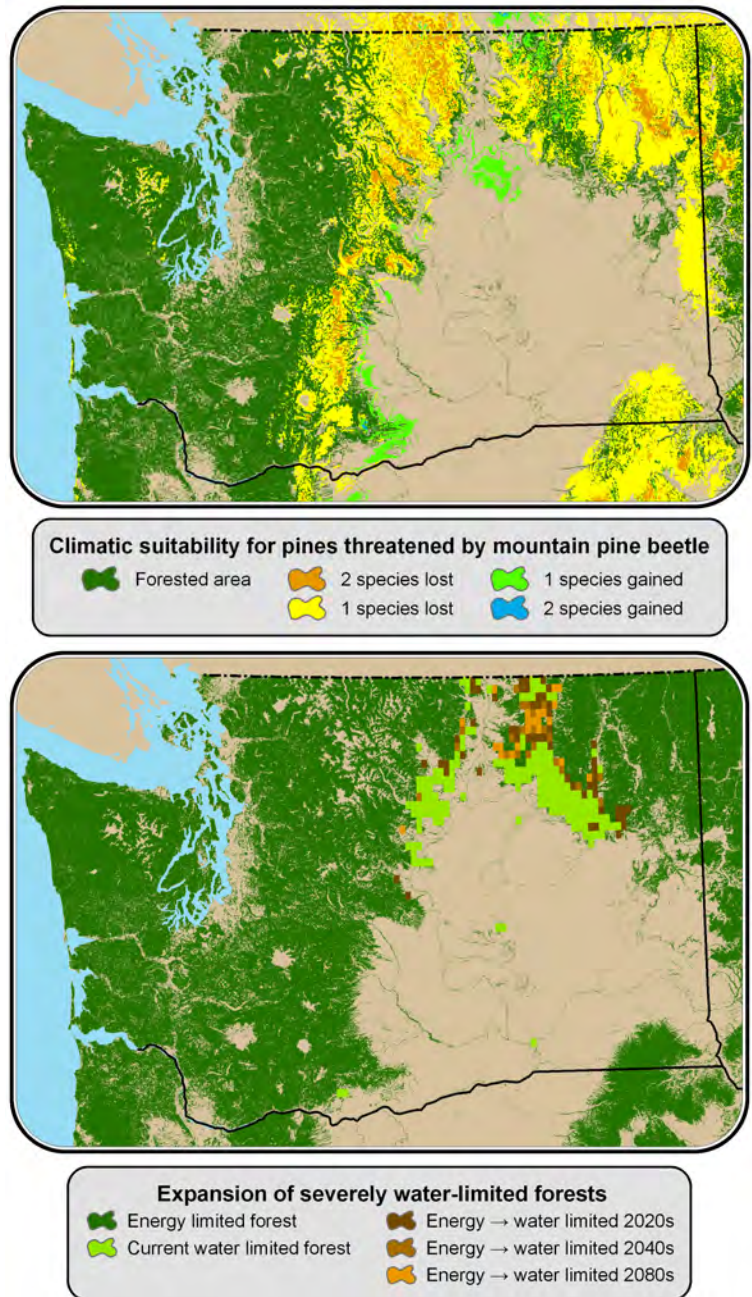 Climatic suitability for pines threatened by mountain pine beetle
Forested area
2 species lost
1 species gained
1 species lost
2 species gained
Expansion of severely water-limited forests
Energy limited forest
Energy → water limited 2020s
Current water limited forest
Energy → water limited 2040s
Energy → water limited 2080s